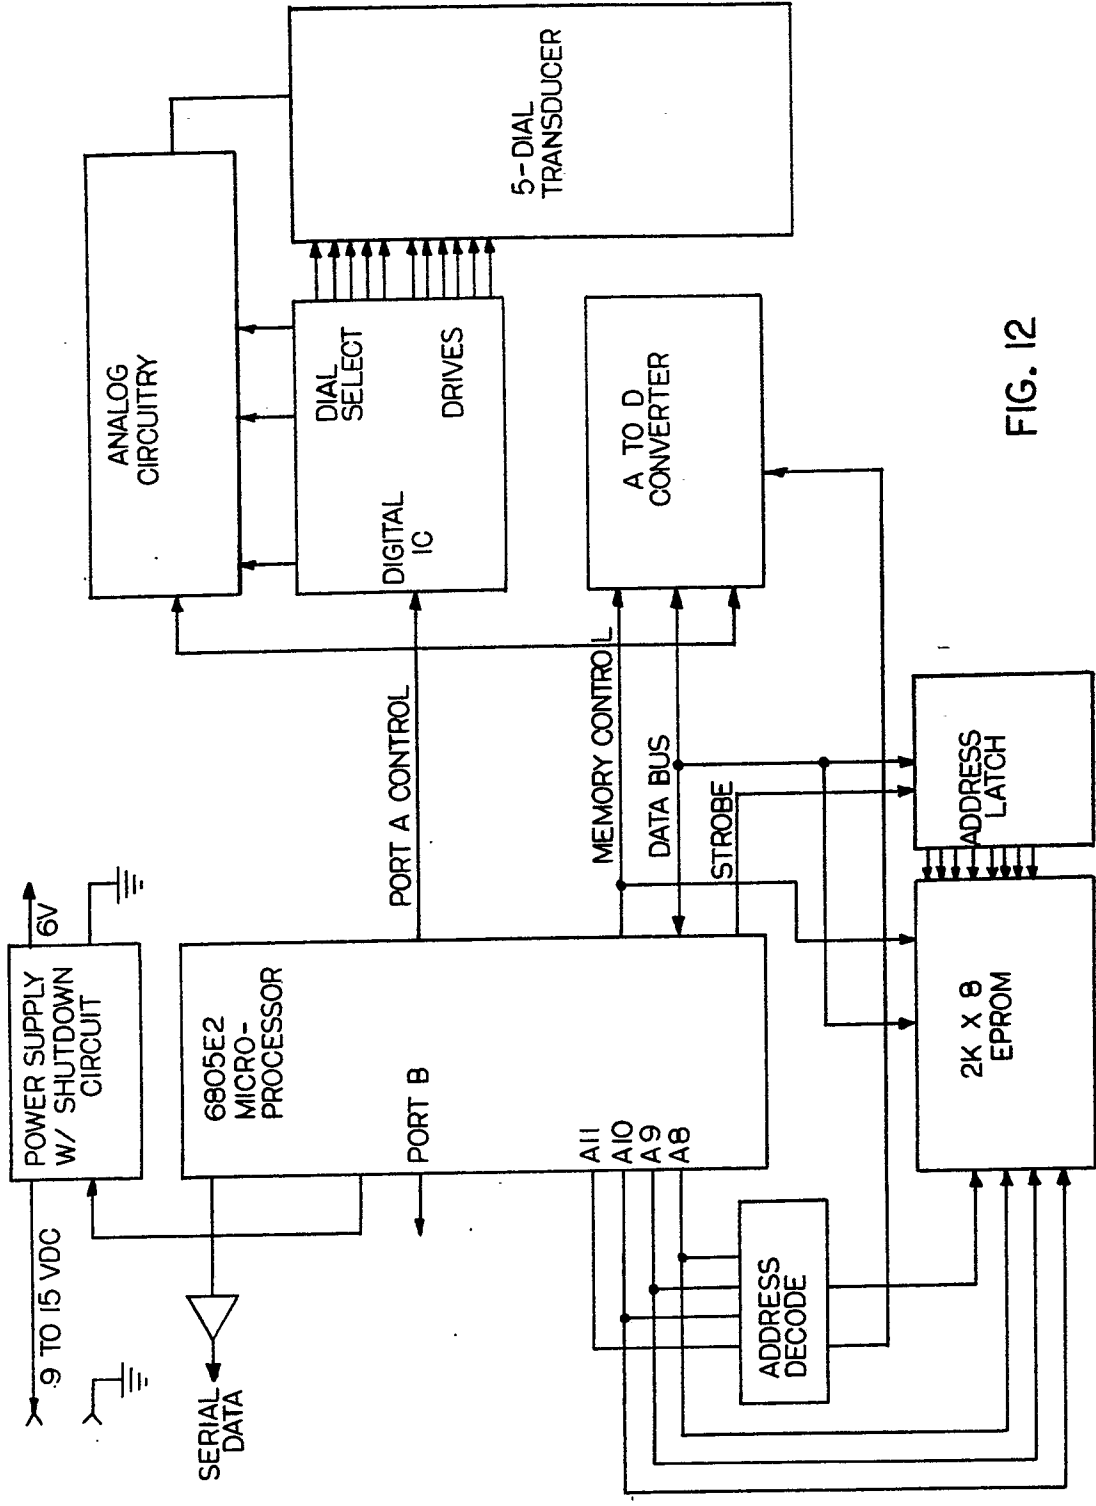 9 TO 15 VDC
POWER SUPPLY
W/ SHUTDOWN
CIRCUIT
6V
SERIAL
DATA
6805E2
MICRO-
PROCESSOR
PORT B
A11
A10
A9
A8
PORT A CONTROL
MEMORY CONTROL
DATA BUS
STROBE
ANALOG
CIRCUITRY
DIGITAL
IC
DIAL
SELECT
DRIVES
5-DIAL
TRANSDUCER
A TO D
CONVERTER
ADDRESS
DECODE
2K X 8
EPROM
ADDRESS
LATCH
FIG. 12